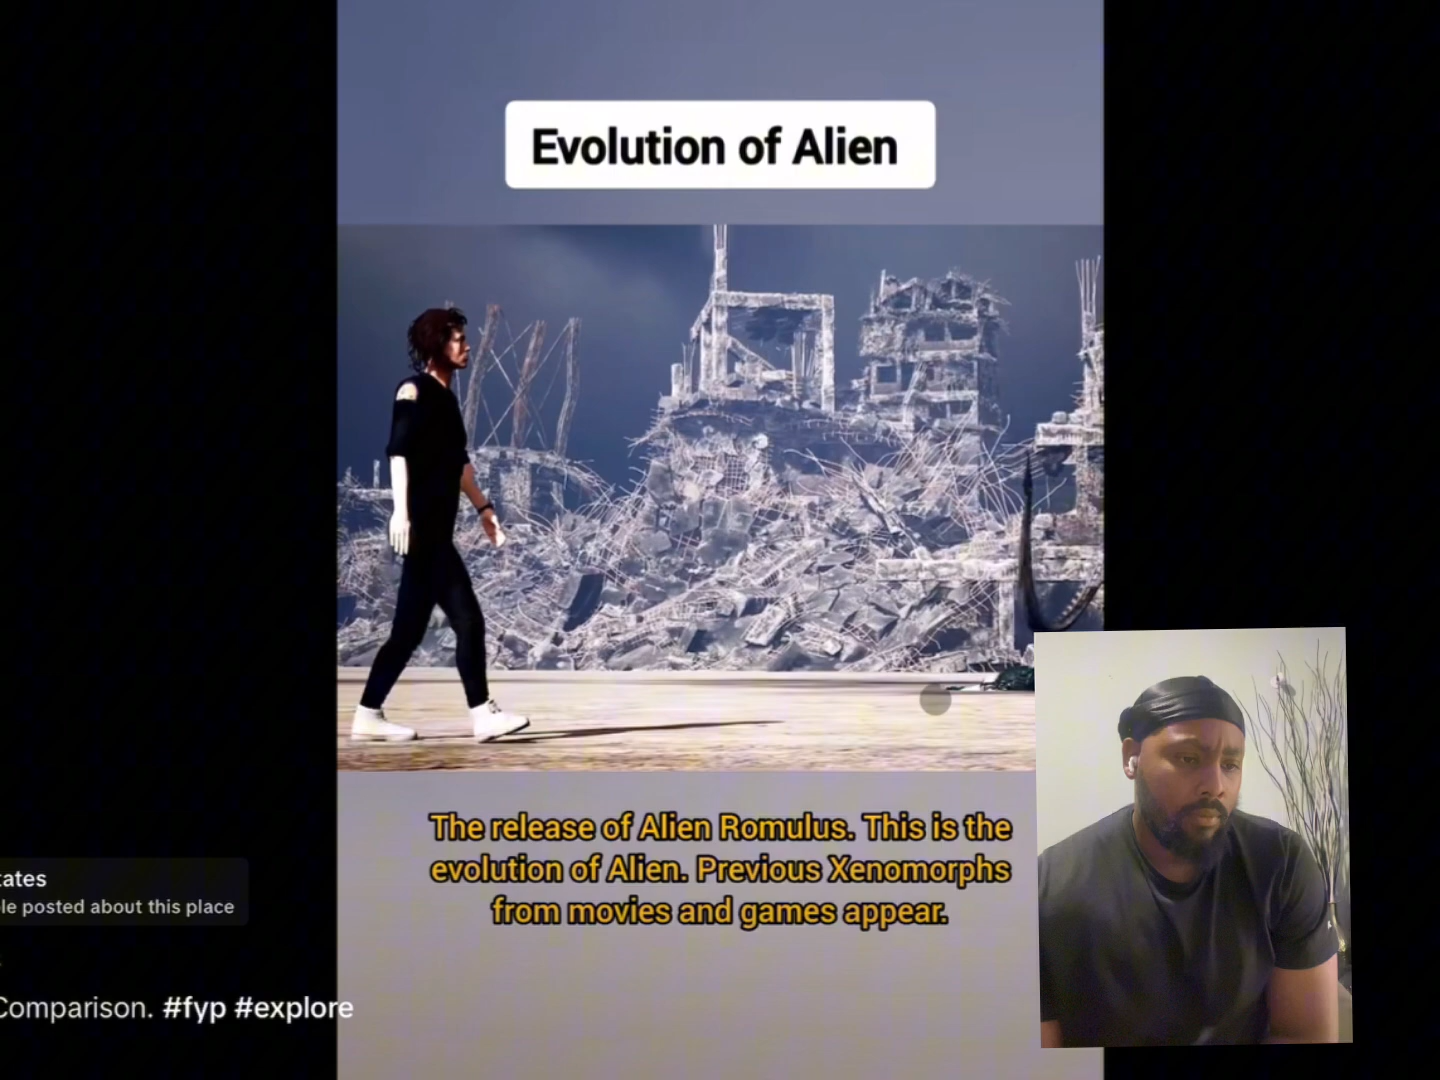 Evolution of Alien
The release of Alien Romulus. This is the
evolution of Alien. Previous Xenomorphs
from movies and games appear.
tates
le posted about this place
Comparison. #fyp #explore